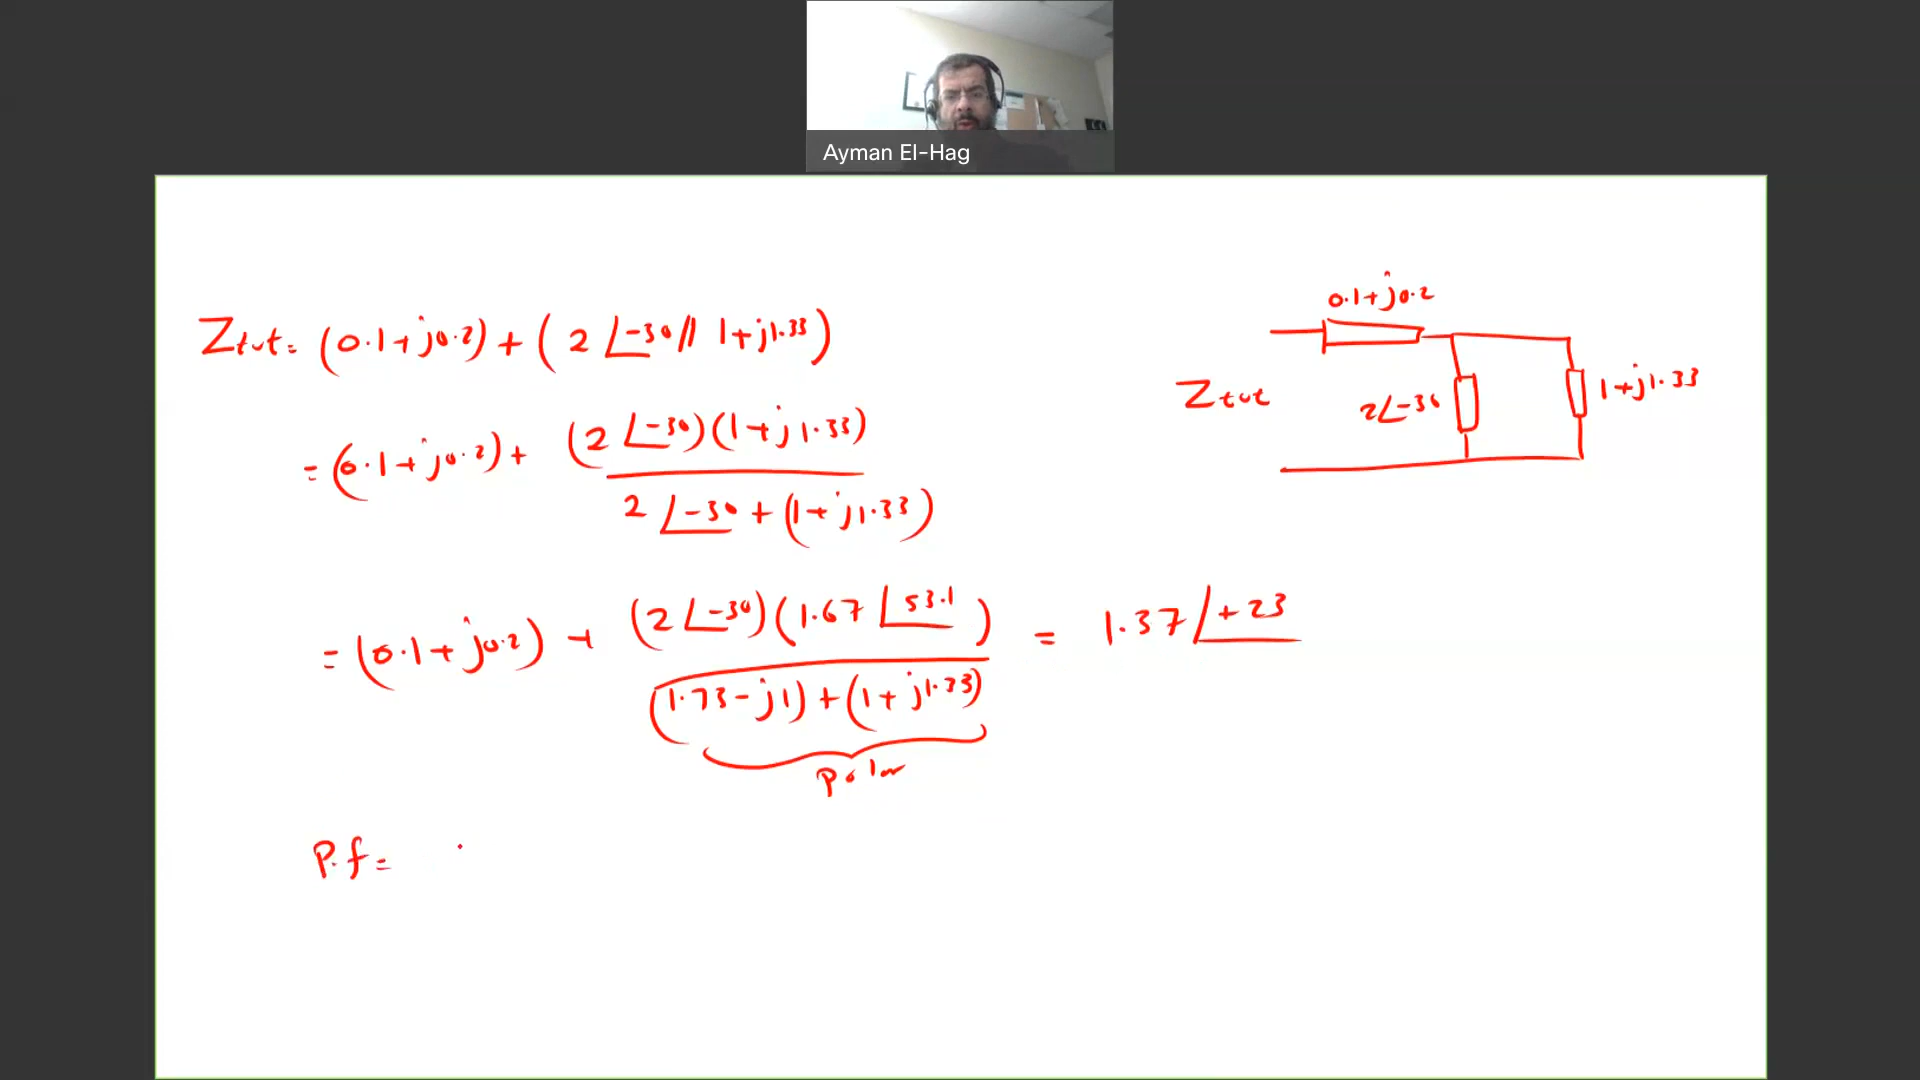 Ayman El-Hag
Ztot = (0.1+j0.2) + (2∠-30 // 1+j1.33)
= (0.1+j0.2) + (2∠-30)(1+j1.33)
2∠-30 + (1+j1.33)
= (0.1+j0.2) + (2∠-30)(1.67∠53.1) = 1.37∠+23
(1.73-j1)+(1+j1.33)
polar
P.f =
0.1+j0.2
Ztot
2∠-30
1+j1.33